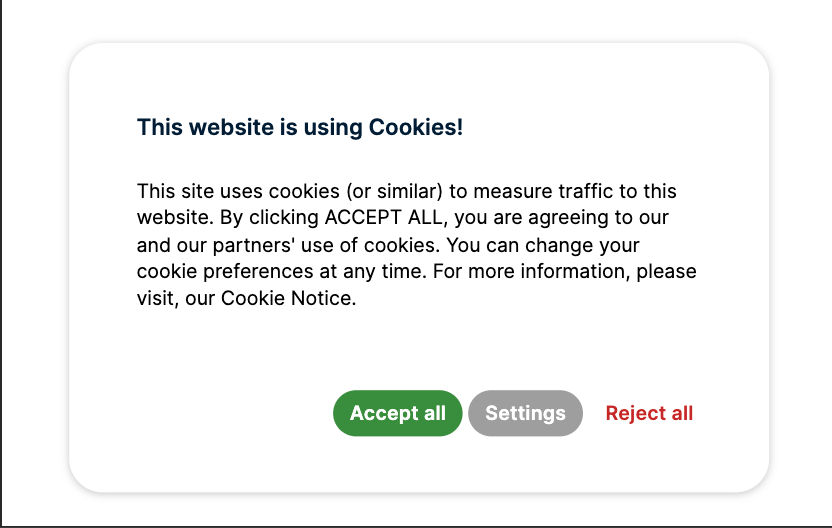 This website is using Cookies!
This site uses cookies (or similar) to measure traffic to this
website. By clicking ACCEPT ALL, you are agreeing to our
and our partners' use of cookies. You can change your
cookie preferences at any time. For more information, please
visit, our Cookie Notice.
Accept all Settings Reject all